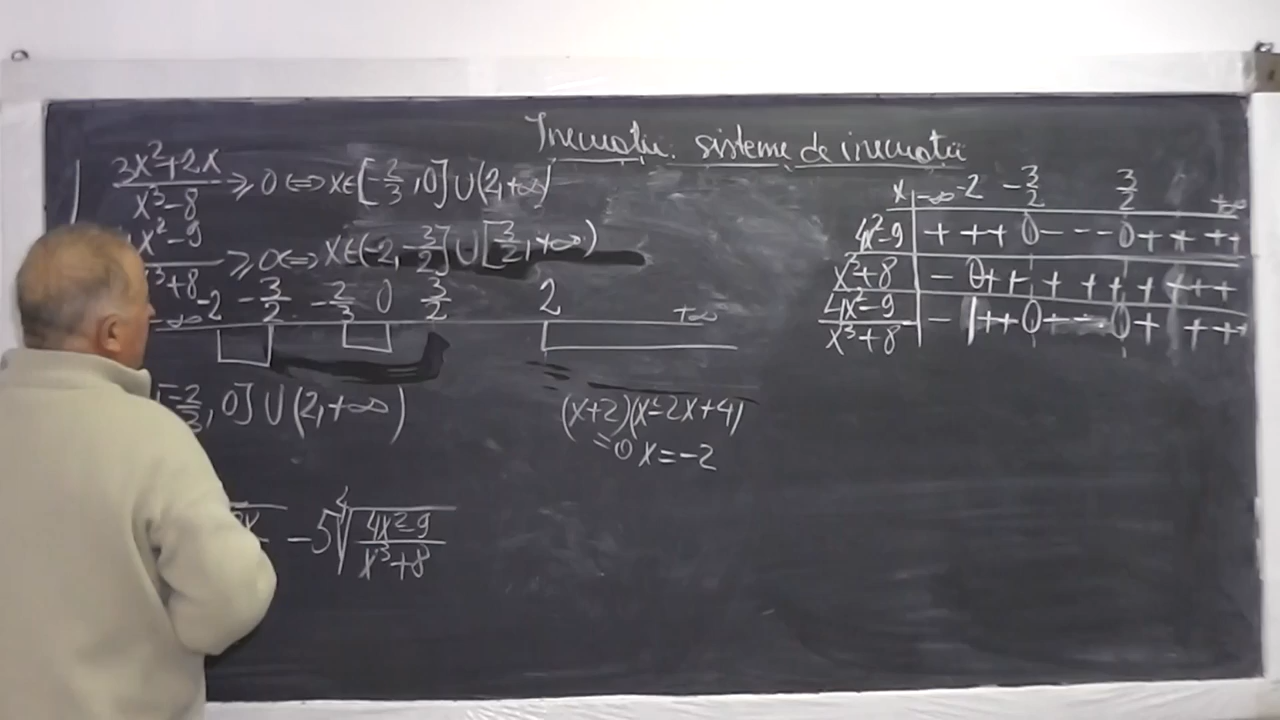 Inecuații. sisteme de inecuații
3x²+2x / x³-8 ≥ 0 ⇔ x∈[-2/3, 0] ∪ (2, +∞)
4x²-9 / x³+8 ≥ 0 ⇔ x∈(-2, -3/2] ∪ [3/2, +∞)
-∞ -2 -3/2 -2/3 0 3/2 2 +∞
[-2/3, 0] ∪ (2, +∞)
(x+2)(x²-2x+4)
=0 x=-2
-5 ∜(4x²-9 / x³+8)
x -∞ -2 -3/2 3/2 +∞
4x²-9 + + + 0 - - - 0 + + + +
x³+8 - 0 + + + + + + + + +
4x²-9 / x³+8 - | + + 0 - - - 0 + + + +